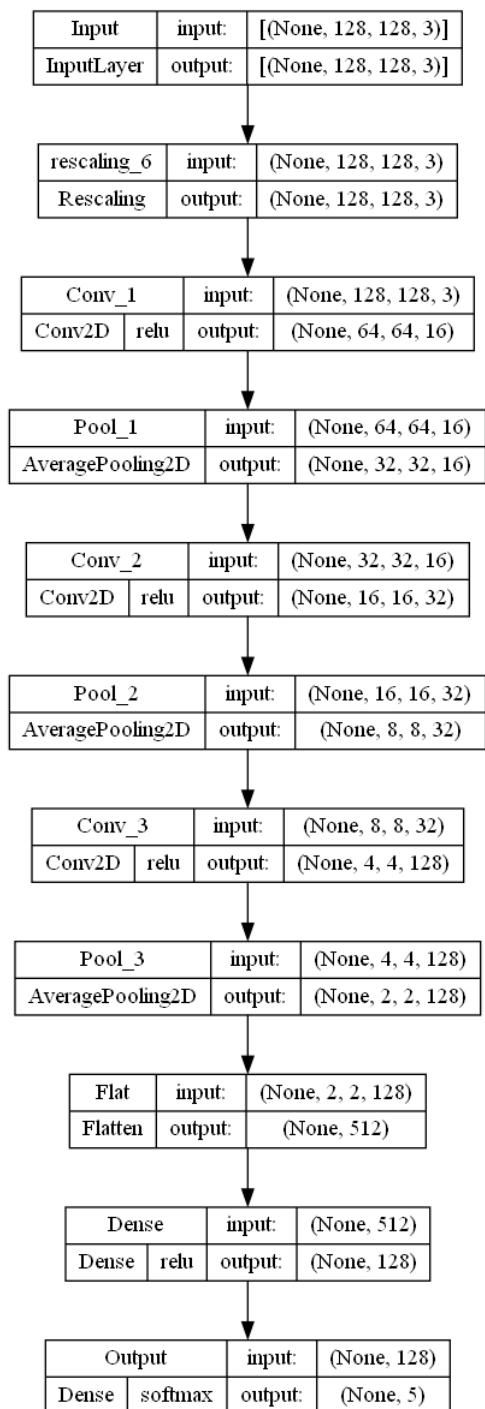 Input input: [(None, 128, 128, 3)]
InputLayer output: [(None, 128, 128, 3)]
rescaling_6 input: (None, 128, 128, 3)
Rescaling output: (None, 128, 128, 3)
Conv_1 input: (None, 128, 128, 3)
Conv2D relu output: (None, 64, 64, 16)
Pool_1 input: (None, 64, 64, 16)
AveragePooling2D output: (None, 32, 32, 16)
Conv_2 input: (None, 32, 32, 16)
Conv2D relu output: (None, 16, 16, 32)
Pool_2 input: (None, 16, 16, 32)
AveragePooling2D output: (None, 8, 8, 32)
Conv_3 input: (None, 8, 8, 32)
Conv2D relu output: (None, 4, 4, 128)
Pool_3 input: (None, 4, 4, 128)
AveragePooling2D output: (None, 2, 2, 128)
Flat input: (None, 2, 2, 128)
Flatten output: (None, 512)
Dense input: (None, 512)
Dense relu output: (None, 128)
Output input: (None, 128)
Dense softmax output: (None, 5)